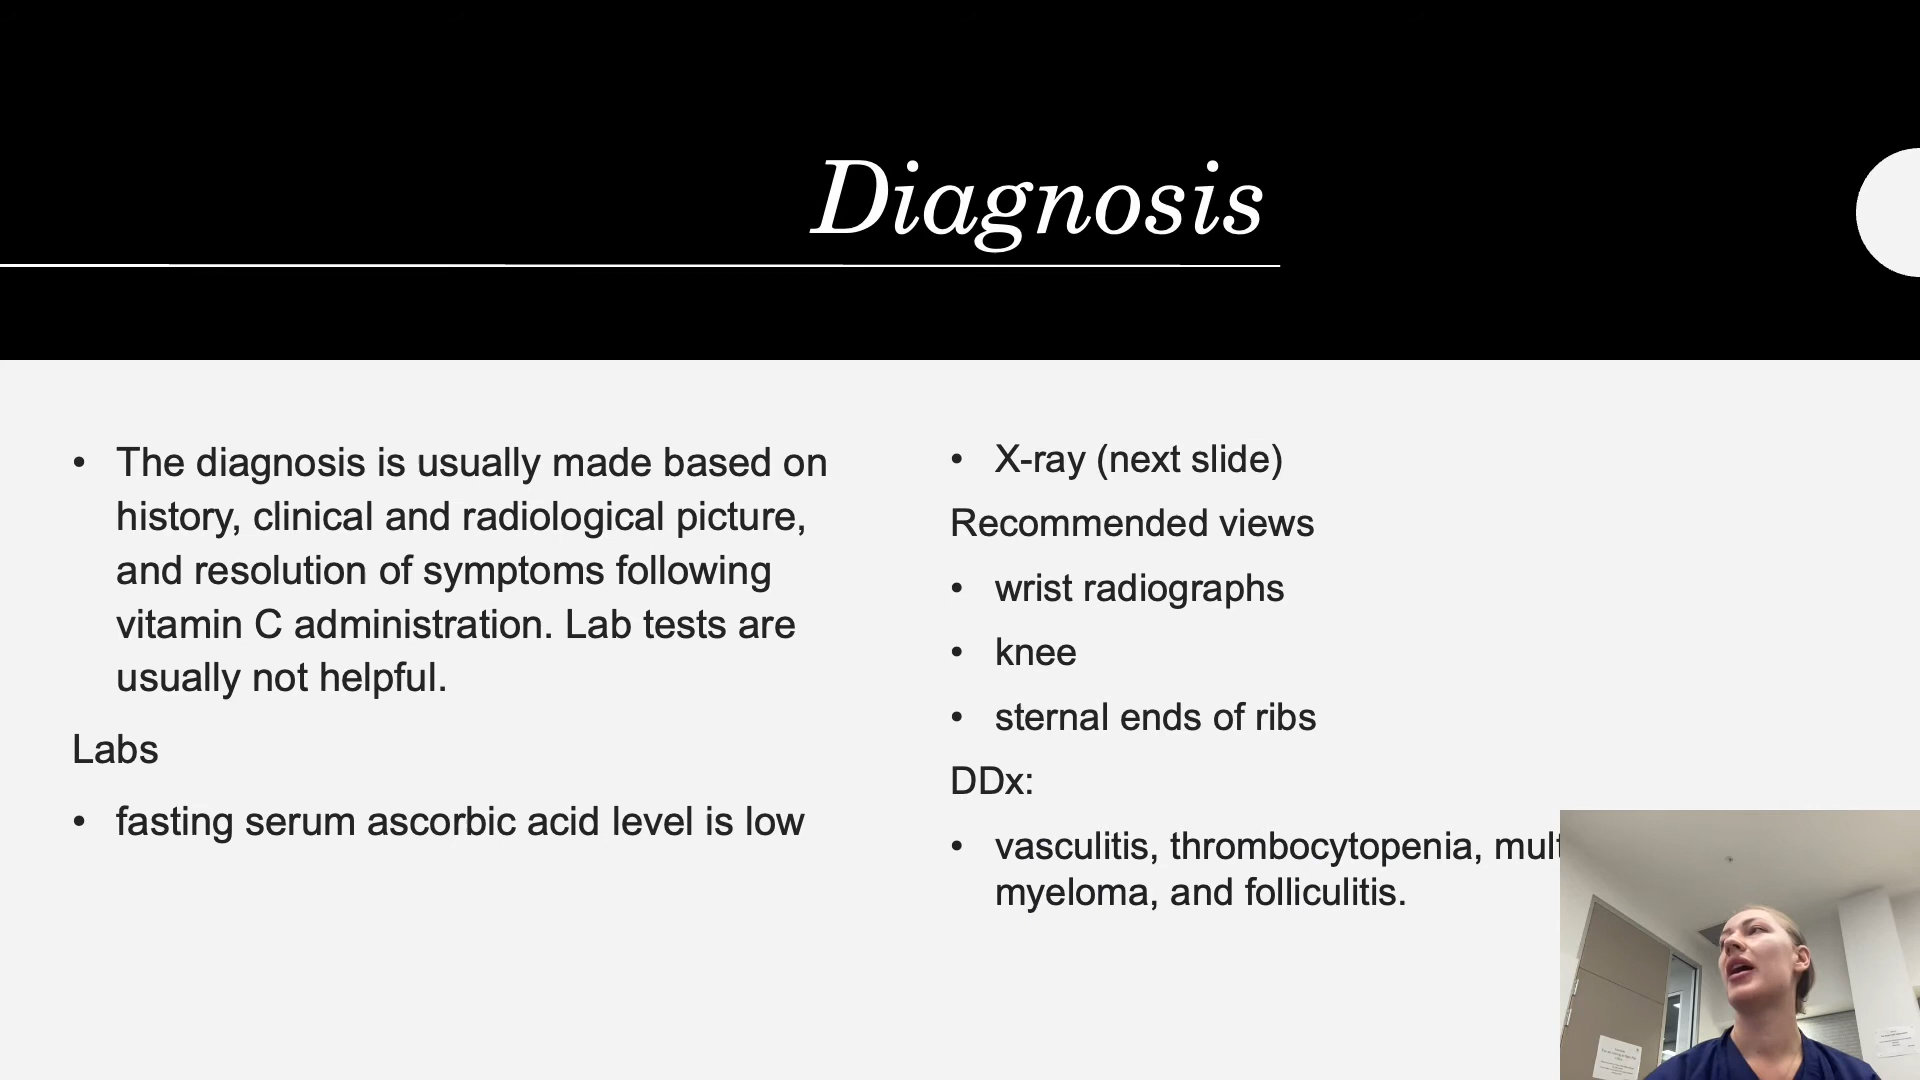 Diagnosis
• The diagnosis is usually made based on
history, clinical and radiological picture,
and resolution of symptoms following
vitamin C administration. Lab tests are
usually not helpful.
Labs
• fasting serum ascorbic acid level is low
• X-ray (next slide)
Recommended views
• wrist radiographs
• knee
• sternal ends of ribs
DDx:
• vasculitis, thrombocytopenia,
myeloma, and folliculitis.